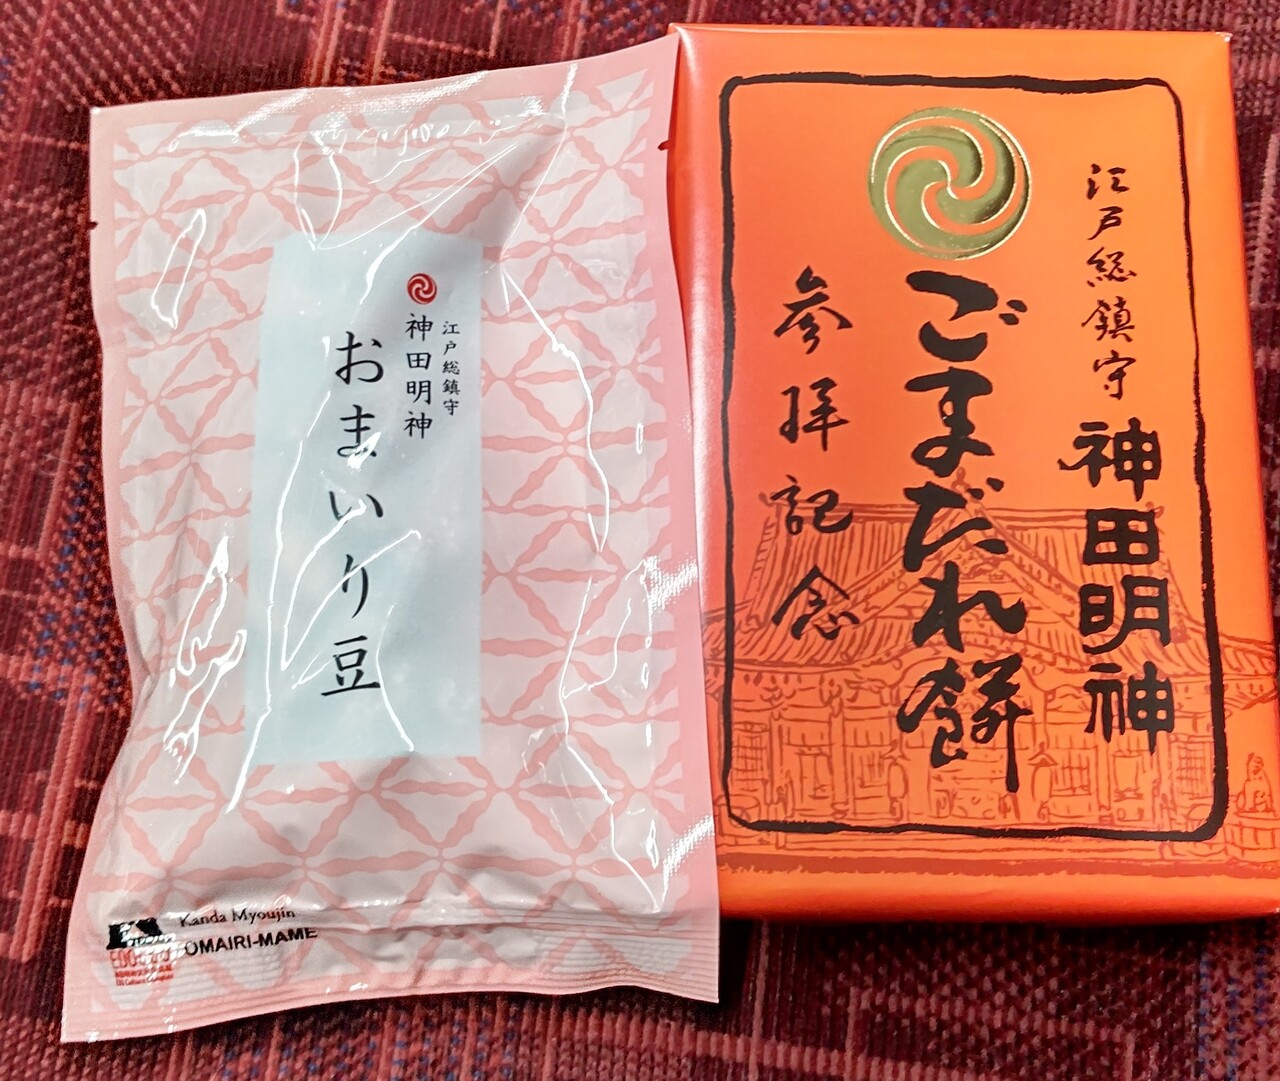 江戸総鎮守
神田明神
おまいり豆
Kanda Myoujin
OMAIRI-MAME
江戸総鎮守 神田明神
ごまだれ餅
参拝記念